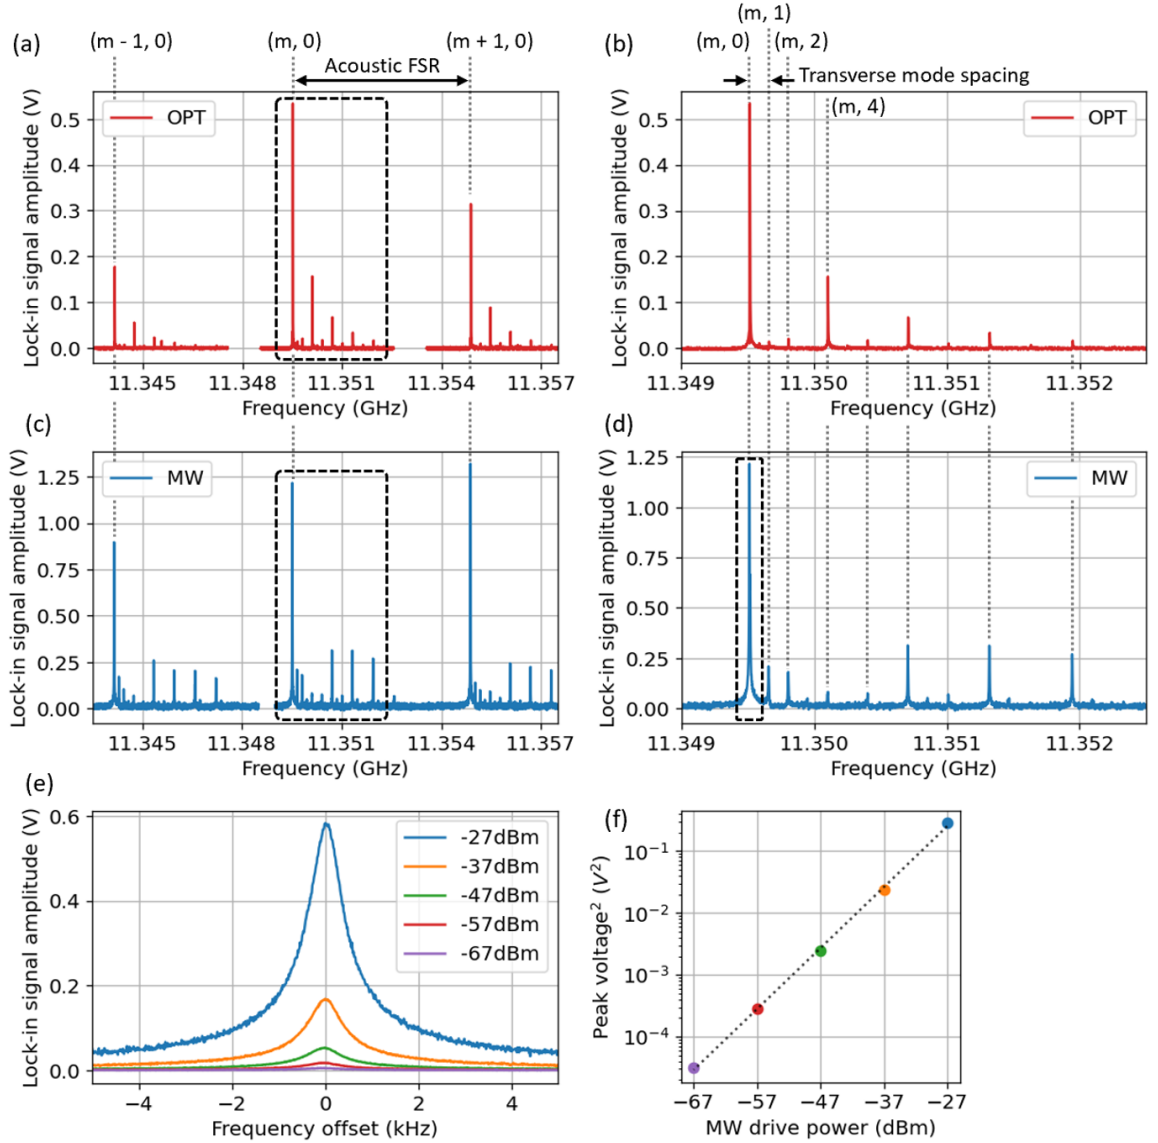 (m, 1)
(a) (m - 1, 0) (m, 0) (m + 1, 0) (b) (m, 0) (m, 2)
Acoustic FSR Transverse mode spacing
(m, 4)
OPT
Lock-in signal amplitude (V)
0.5
0.4
0.3
0.2
0.1
0.0
11.345 11.348 11.351 11.354 11.357
Frequency (GHz)
OPT
Lock-in signal amplitude (V)
0.5
0.4
0.3
0.2
0.1
0.0
11.349 11.350 11.351 11.352
Frequency (GHz)
(c)
MW
Lock-in signal amplitude (V)
1.25
1.00
0.75
0.50
0.25
0.00
11.345 11.348 11.351 11.354 11.357
Frequency (GHz)
(d)
MW
Lock-in signal amplitude (V)
1.25
1.00
0.75
0.50
0.25
0.00
11.349 11.350 11.351 11.352
Frequency (GHz)
(e)
Lock-in signal amplitude (V)
0.6
0.4
0.2
0.0
-27dBm
-37dBm
-47dBm
-57dBm
-67dBm
−4 −2 0 2 4
Frequency offset (kHz)
(f)
Peak voltage² (V²)
10⁻¹
10⁻²
10⁻³
10⁻⁴
−67 −57 −47 −37 −27
MW drive power (dBm)